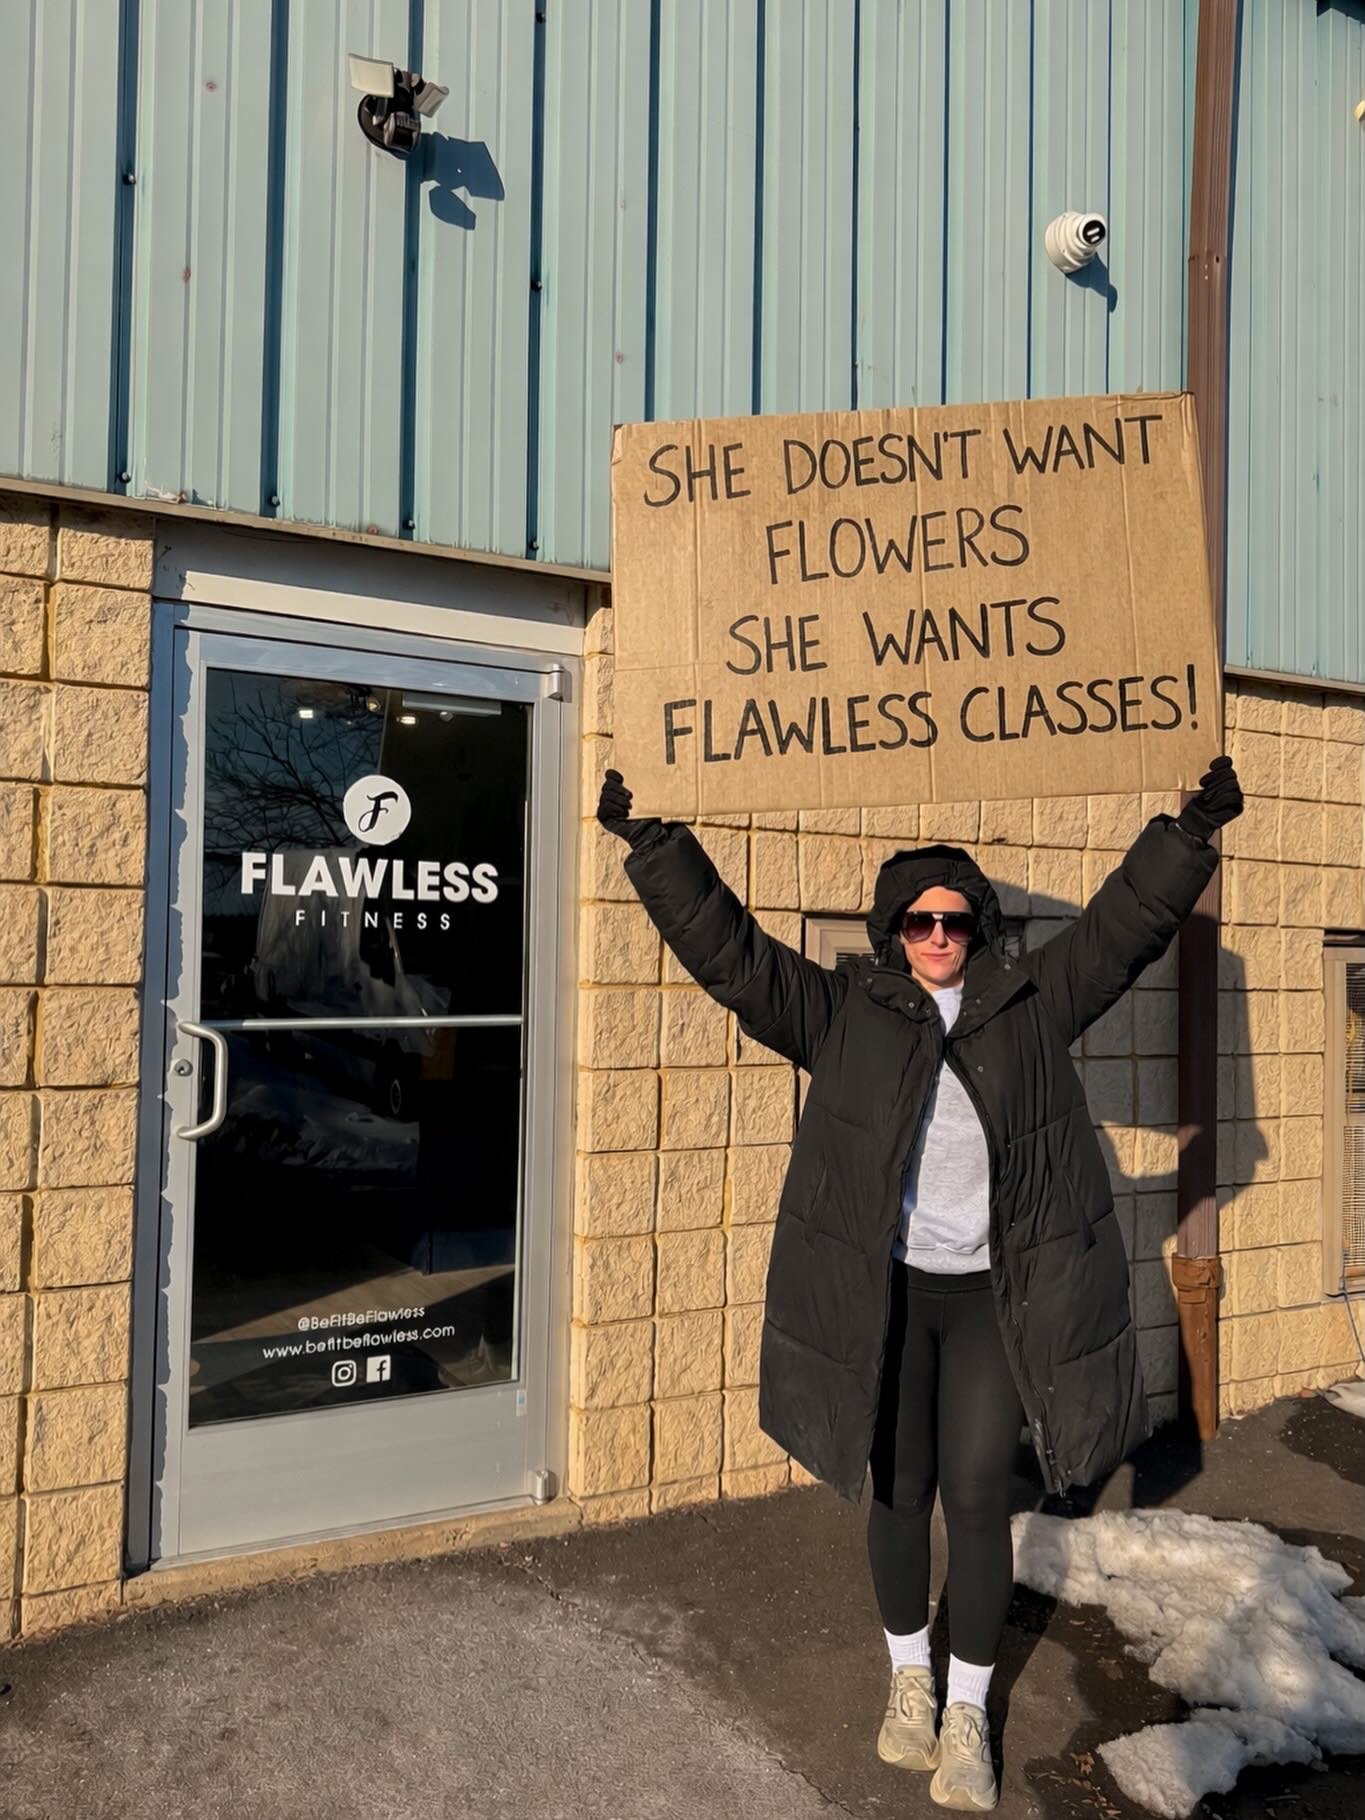 SHE DOESN'T WANT
FLOWERS
SHE WANTS
FLAWLESS CLASSES!
F
FLAWLESS
FITNESS
@BeFitBeFlawless
www.befitbeflawless.com